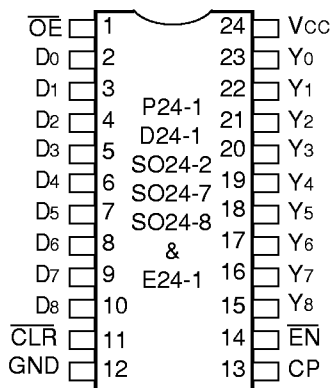 O̅E̅ 1 24 VCC
D0 2 23 Y0
D1 3 22 Y1
P24-1
D2 4 21 Y2
D24-1
D3 5 20 Y3
SO24-2
D4 6 19 Y4
SO24-7
D5 7 18 Y5
SO24-8
D6 8 17 Y6
&
D7 9 16 Y7
E24-1
D8 10 15 Y8
C̅L̅R̅ 11 14 E̅N̅
GND 12 13 CP